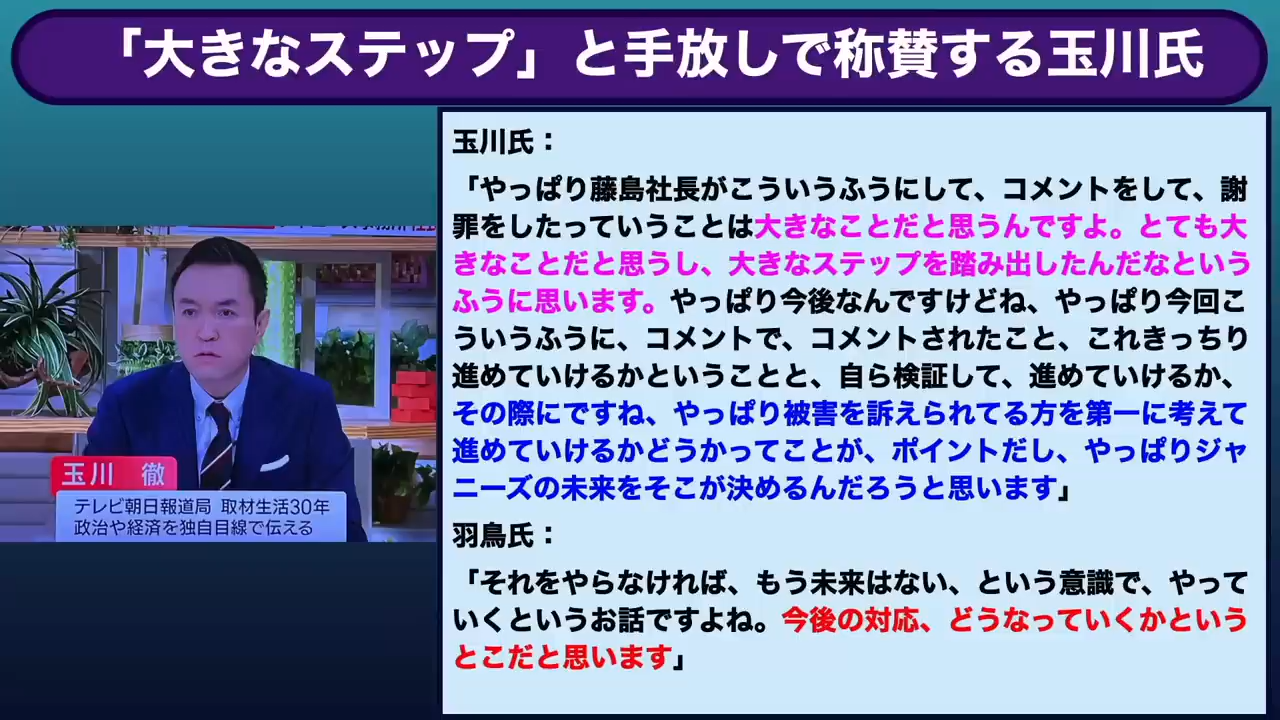 「大きなステップ」と手放しで称賛する玉川氏
玉川氏：
「やっぱり藤島社長がこういうふうにして、コメントをして、謝
罪をしたっていうことは大きなことだと思うんですよ。とても大
きなことだと思うし、大きなステップを踏み出したんだなという
ふうに思います。やっぱり今後なんですけどね、やっぱり今回こ
ういうふうに、コメントで、コメントされたこと、これきっちり
進めていけるかということと、自ら検証して、進めていけるか、
その際にですね、やっぱり被害を訴えられてる方を第一に考えて
進めていけるかどうかってことが、ポイントだし、やっぱりジャ
ニーズの未来をそこが決めるんだろうと思います」
羽鳥氏：
「それをやらなければ、もう未来はない、という意識で、やって
いくというお話ですよね。今後の対応、どうなっていくかという
とこだと思います」
玉川 徹
テレビ朝日報道局 取材生活30年
政治や経済を独自目線で伝える